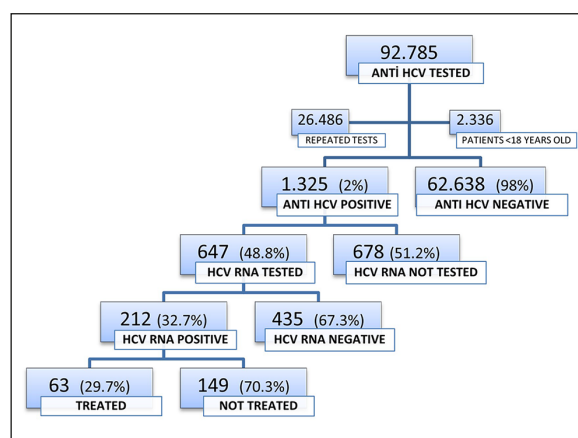 92.785
ANTİ HCV TESTED
26.486
REPEATED TESTS
2.336
PATIENTS <18 YEARS OLD
1.325 (2%)
ANTI HCV POSITIVE
62.638 (98%)
ANTI HCV NEGATIVE
647 (48.8%)
HCV RNA TESTED
678 (51.2%)
HCV RNA NOT TESTED
212 (32.7%)
HCV RNA POSITIVE
435 (67.3%)
HCV RNA NEGATIVE
63 (29.7%)
TREATED
149 (70.3%)
NOT TREATED